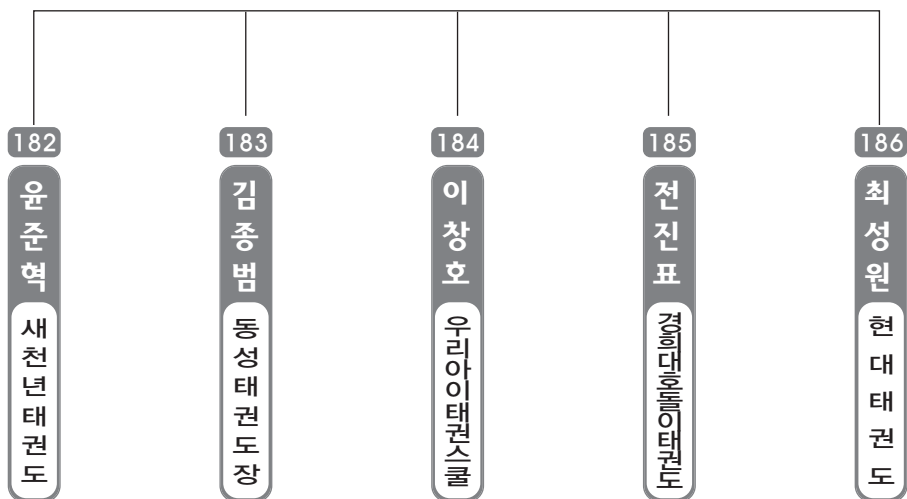 182
윤준혁
새천년태권도
183
김종범
동성태권도장
184
이창호
우리아이태권스쿨
185
전진표
경희대호돌이태권도
186
최성원
현대태권도